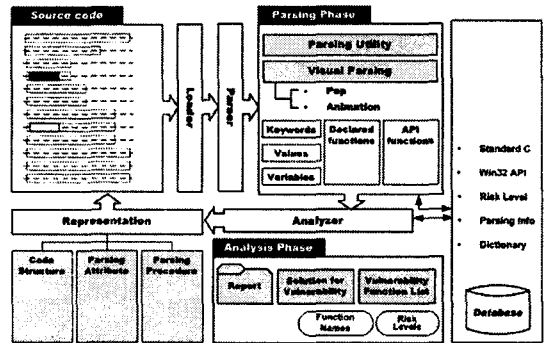 Source code
Loader
Parser
Parsing Phase
Parsing Utility
Visual Parsing
• Pop
• Animation
Keywords
Values
Variables
Declared
functions
API
functions
• Standard C
• Win32 API
• Risk Level
• Parsing Info
• Dictionary
Database
Representation
Analyzer
Code
Structure
Parsing
Attribute
Parsing
Procedure
Analysis Phase
Report
Solution for
Vulnerability
Vulnerability
Function List
Function
Names
Risk
Levels